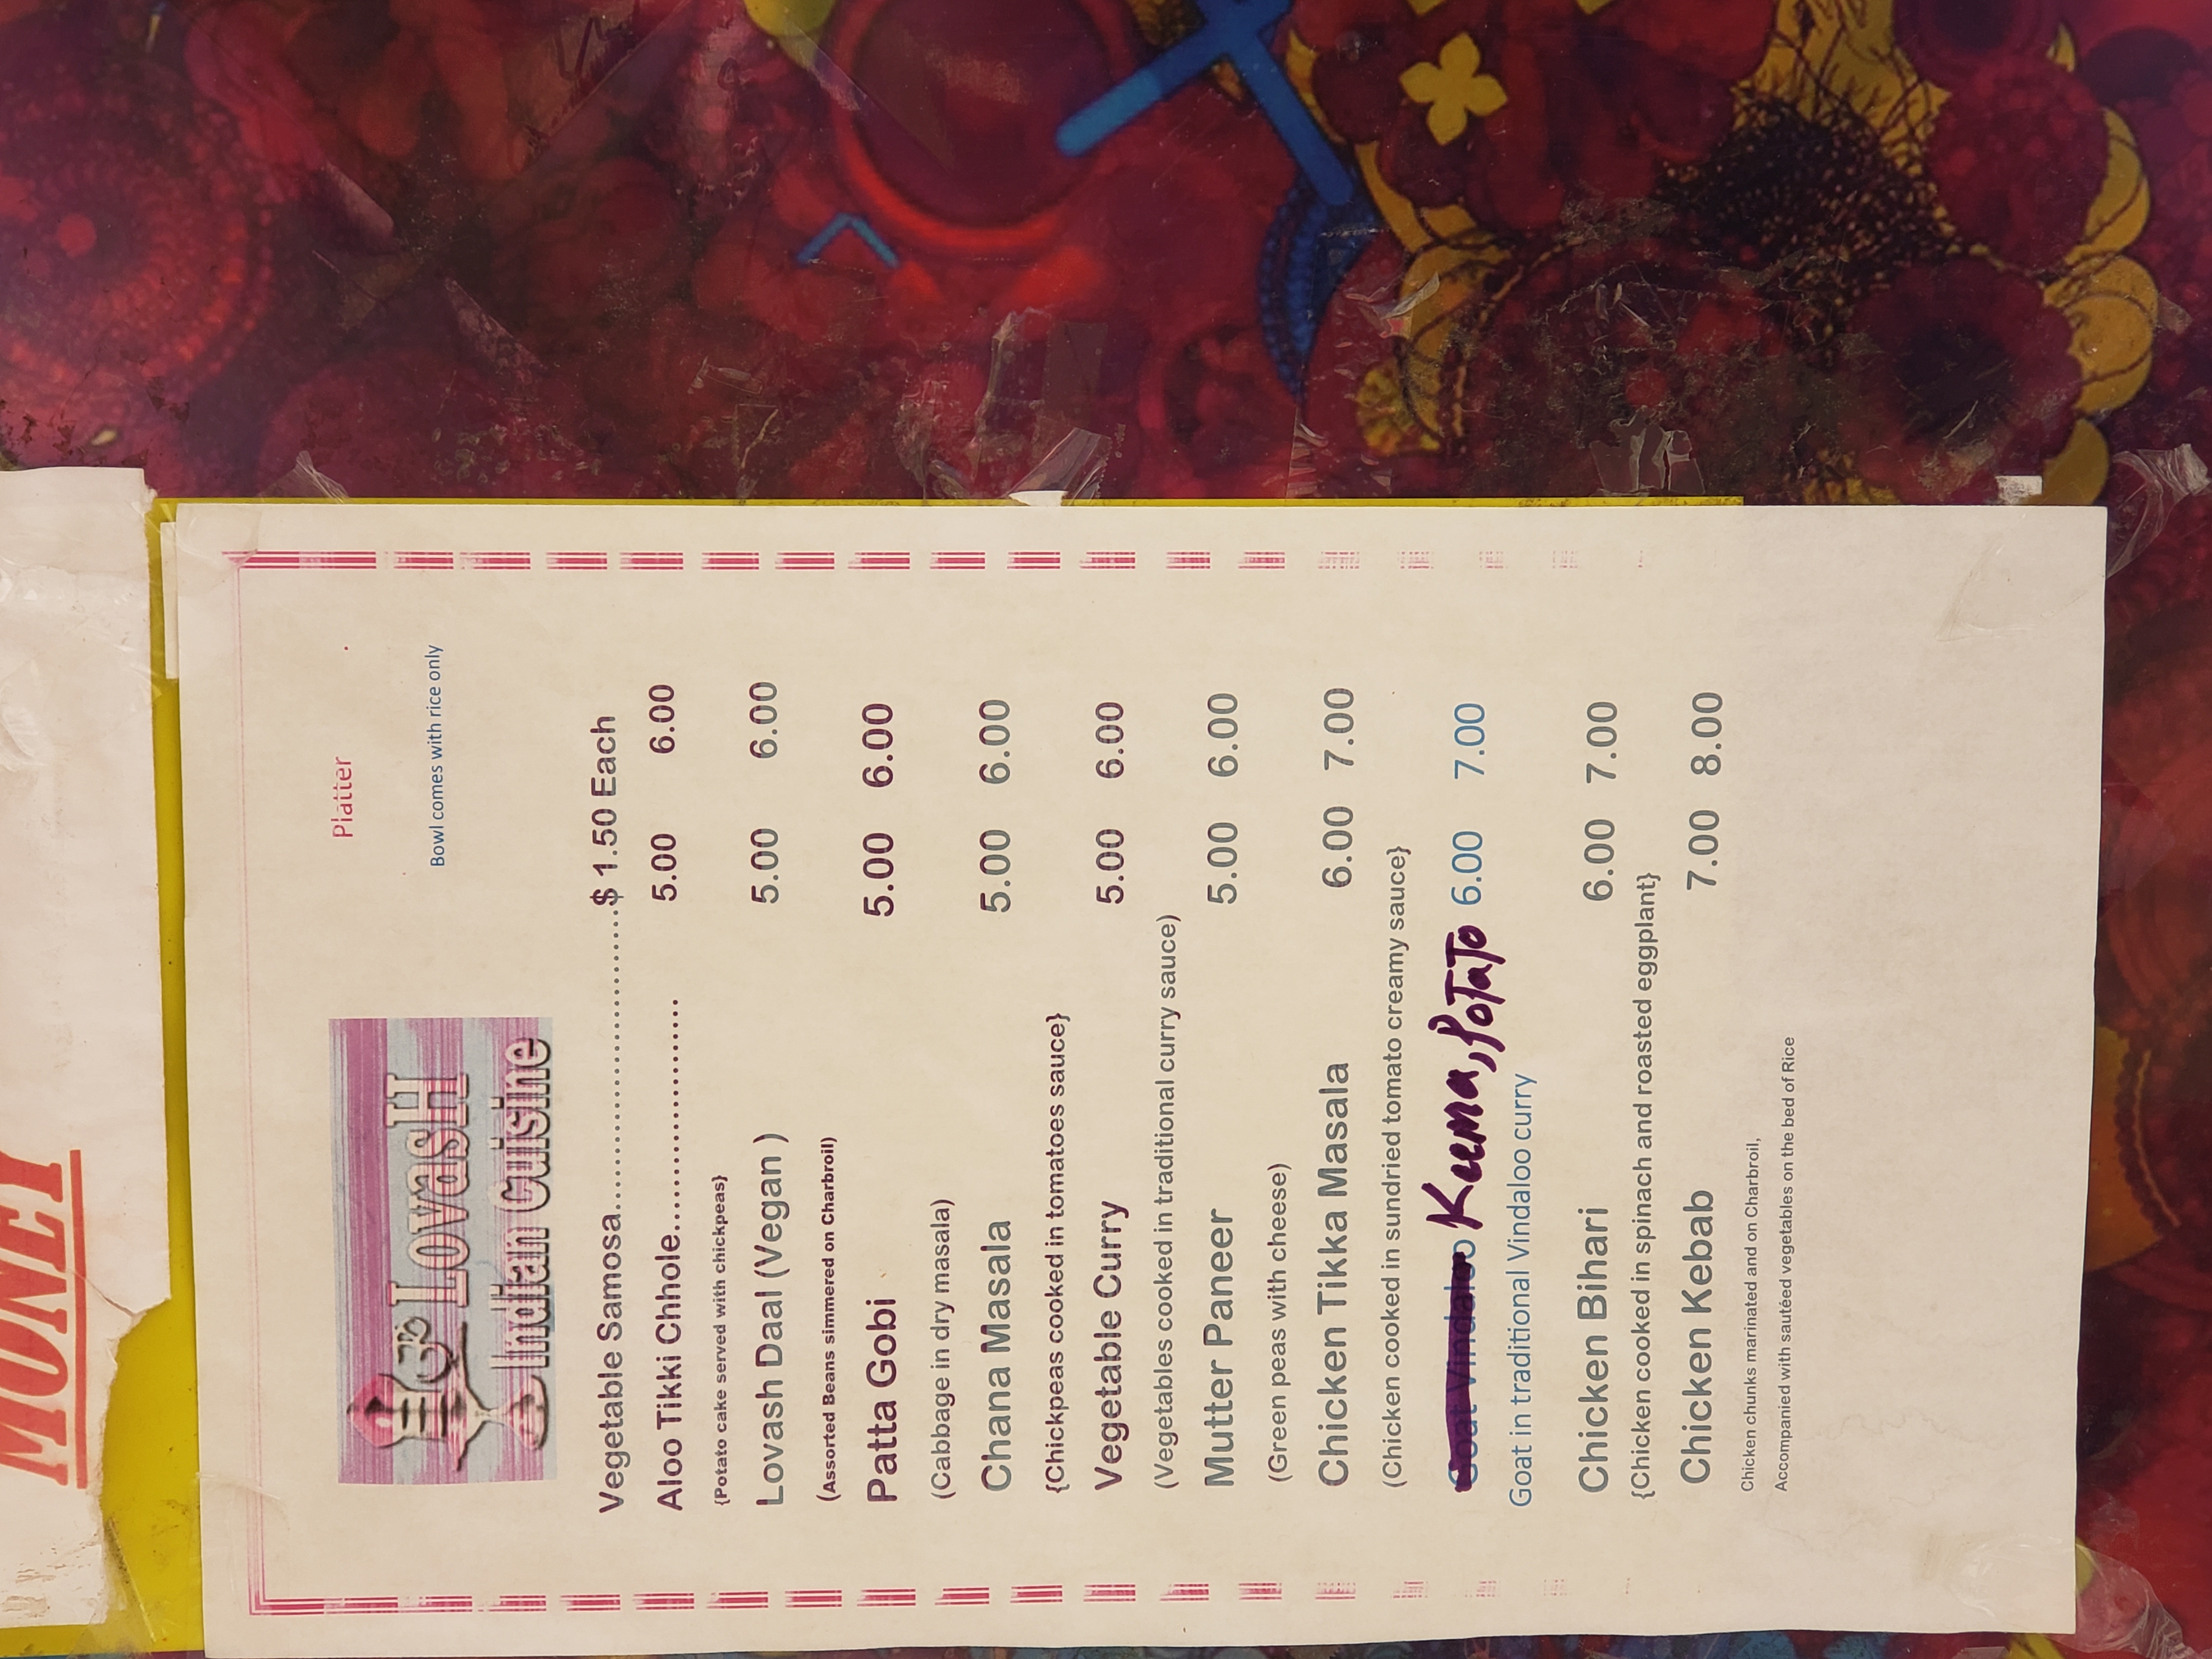 MONEY
Platter
LovasH
Indian Cuisine
Bowl comes with rice only
Vegetable Samosa...........................$ 1.50 Each
Aloo Tikki Chhole..................... 5.00 6.00
{Potato cake served with chickpeas}
Lovash Daal (Vegan ) 5.00 6.00
(Assorted Beans simmered on Charbroil)
Patta Gobi 5.00 6.00
(Cabbage in dry masala)
Chana Masala 5.00 6.00
{Chickpeas cooked in tomatoes sauce}
Vegetable Curry 5.00 6.00
(Vegetables cooked in traditional curry sauce)
Mutter Paneer 5.00 6.00
(Green peas with cheese)
Chicken Tikka Masala 6.00 7.00
(Chicken cooked in sundried tomato creamy sauce}
Goat Vindaloo Keema, PoTaTo 6.00 7.00
Goat in traditional Vindaloo curry
Chicken Bihari 6.00 7.00
{Chicken cooked in spinach and roasted eggplant}
Chicken Kebab 7.00 8.00
Chicken chunks marinated and on Charbroil,
Accompanied with sautéed vegetables on the bed of Rice